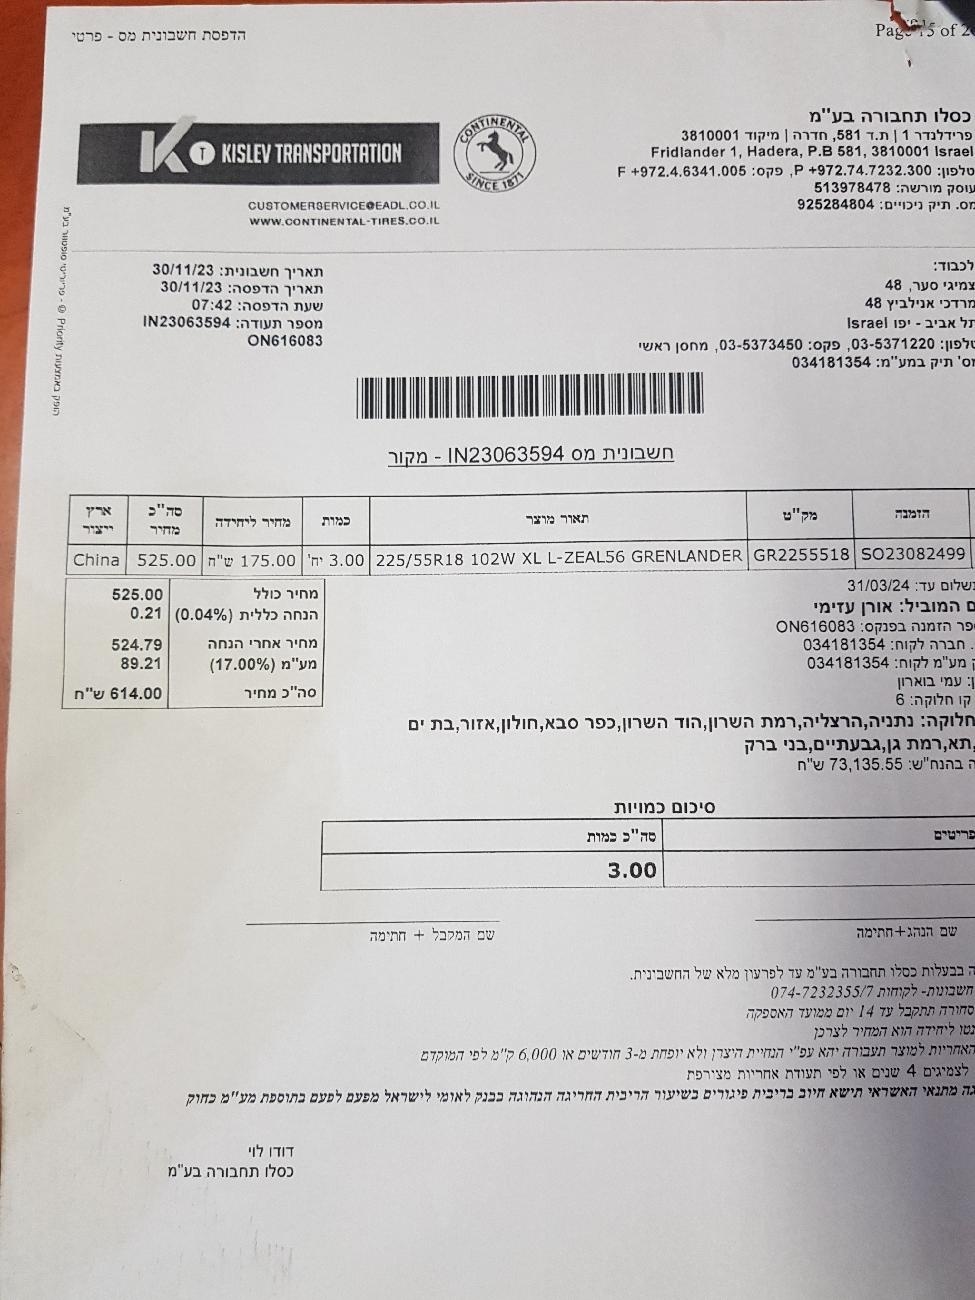 הדפסת חשבונית מס - פרטי
Page 15 of
כסלו תחבורה בע"מ
פרידלנדר 1 | ת.ד 581, חדרה | מיקוד 3810001
Fridlander 1, Hadera, P.B 581, 3810001 Israel
טלפון: P +972.74.7232.300, פקס: F +972.4.6341.005
עוסק מורשה: 513978478
מס. תיק ניכויים: 925284804
KT KISLEV TRANSPORTATION
CONTINENTAL
SINCE 1871
CUSTOMERSERVICE@EADL.CO.IL
WWW.CONTINENTAL-TIRES.CO.IL
הופק באמצעות Priority © - פריוריטי סופטוור בע"מ
לכבוד:
צמיגי סער, 48
מרדכי אנילביץ 48
תל אביב - יפו Israel
טלפון: 03-5371220, פקס: 03-5373450, מחסן ראשי
מס' תיק במע"מ: 034181354
תאריך חשבונית: 30/11/23
תאריך הדפסה: 30/11/23
שעת הדפסה: 07:42
מספר תעודה: IN23063594
ON616083
חשבונית מס IN23063594 - מקור
הזמנה מק"ט תאור מוצר כמות מחיר ליחידה סה"כ מחיר ארץ ייצור
SO23082499 GR2255518 225/55R18 102W XL L-ZEAL56 GRENLANDER 3.00 יח' 175.00 ש"ח 525.00 China
תשלום עד: 31/03/24
המוביל: אורן עזימי
הזמנה בפנקס: ON616083
חברה לקוח: 034181354
מע"מ לקוח: 034181354
עמי בוארון
קו חלוקה: 6
חלוקה: נתניה,הרצליה,רמת השרון,הוד השרון,כפר סבא,חולון,אזור,בת ים
תא,רמת גן,גבעתיים,בני ברק
בהנח"ש: 73,135.55 ש"ח
מחיר כולל 525.00
הנחה כללית (0.04%) 0.21
מחיר אחרי הנחה 524.79
מע"מ (17.00%) 89.21
סה"כ מחיר 614.00 ש"ח
סיכום כמויות
פריטים סה"כ כמות
3.00
שם הנהג+חתימה
שם המקבל + חתימה
בבעלות כסלו תחבורה בע"מ עד לפרעון מלא של החשבונית.
חשבונות- לקוחות 074-7232355/7
סחורה תתקבל עד 14 יום ממועד האספקה
נטו ליחידה הוא המחיר לצרכן
האחריות למוצר תעבורה יהא עפ"י הנחיית היצרן ולא יופחת מ-3 חודשים או 6,000 ק"מ לפי המוקדם
לצמיגים 4 שנים או לפי תעודת אחריות מצירפת
מתנאי האשראי תישא חיוב בריבית פיגורים בשיעור הריבית החריגה הנהוגה בבנק לאומי לישראל מפעם לפעם בתוספת מע"מ כחוק
דודו לוי
כסלו תחבורה בע"מ